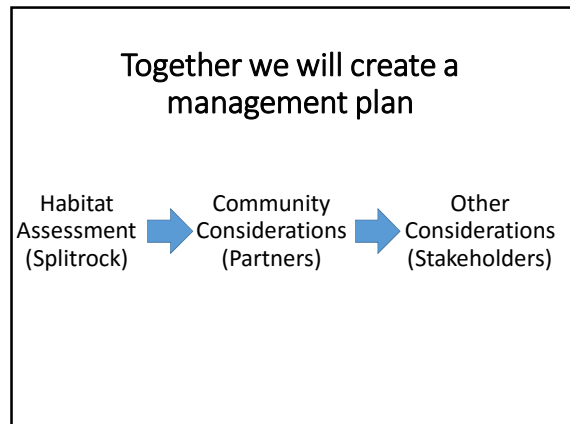 Together we will create a
management plan
Habitat
Assessment
(Splitrock)
Community
Considerations
(Partners)
Other
Considerations
(Stakeholders)